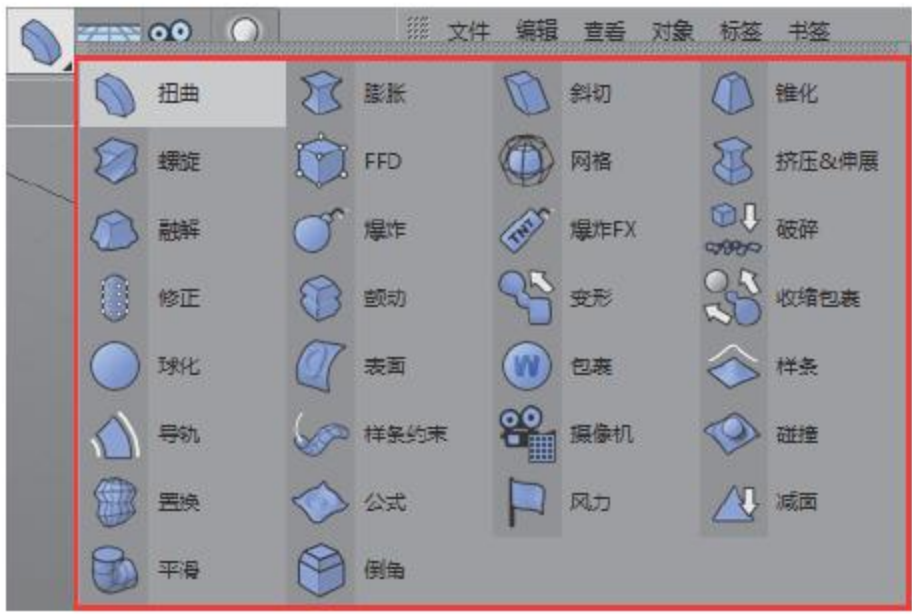 文件 编辑 查看 对象 标签 书签
扭曲 膨胀 斜切 锥化
螺旋 FFD 网格 挤压&伸展
融解 爆炸 爆炸FX 破碎
TNT
修正 颤动 变形 收缩包裹
球化 表面 包裹 样条
W
导轨 样条约束 摄像机 碰撞
置换 公式 风力 减面
平滑 倒角